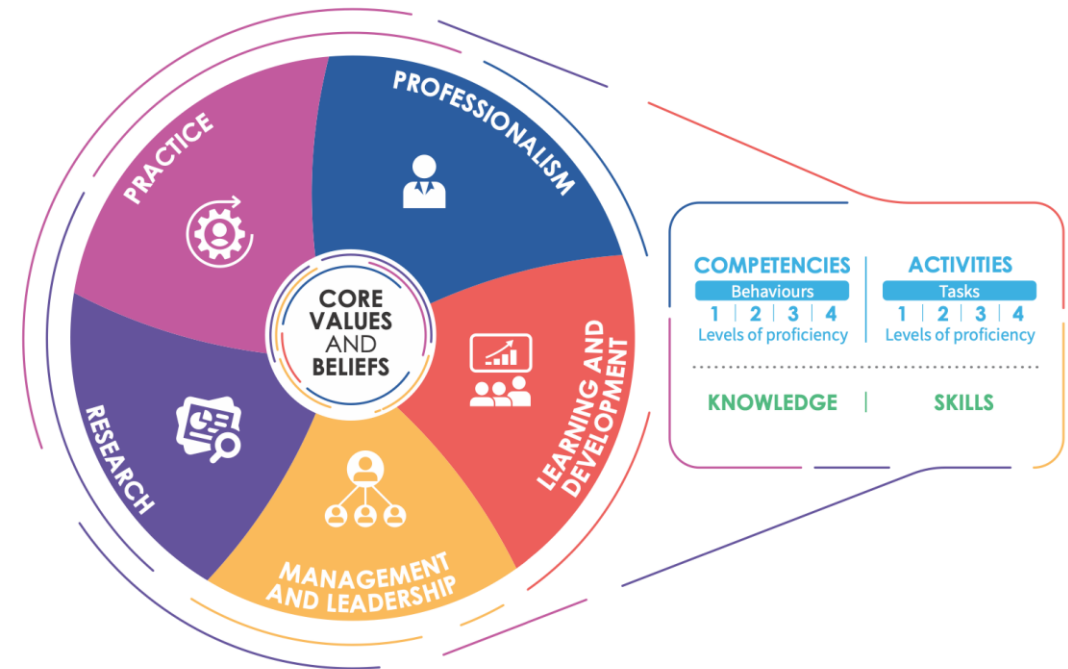 PRACTICE
PROFESSIONALISM
LEARNING AND
DEVELOPMENT
MANAGEMENT
AND LEADERSHIP
RESEARCH
CORE
VALUES
AND
BELIEFS
COMPETENCIES
Behaviours
1 | 2 | 3 | 4
Levels of proficiency
ACTIVITIES
Tasks
1 | 2 | 3 | 4
Levels of proficiency
KNOWLEDGE | SKILLS